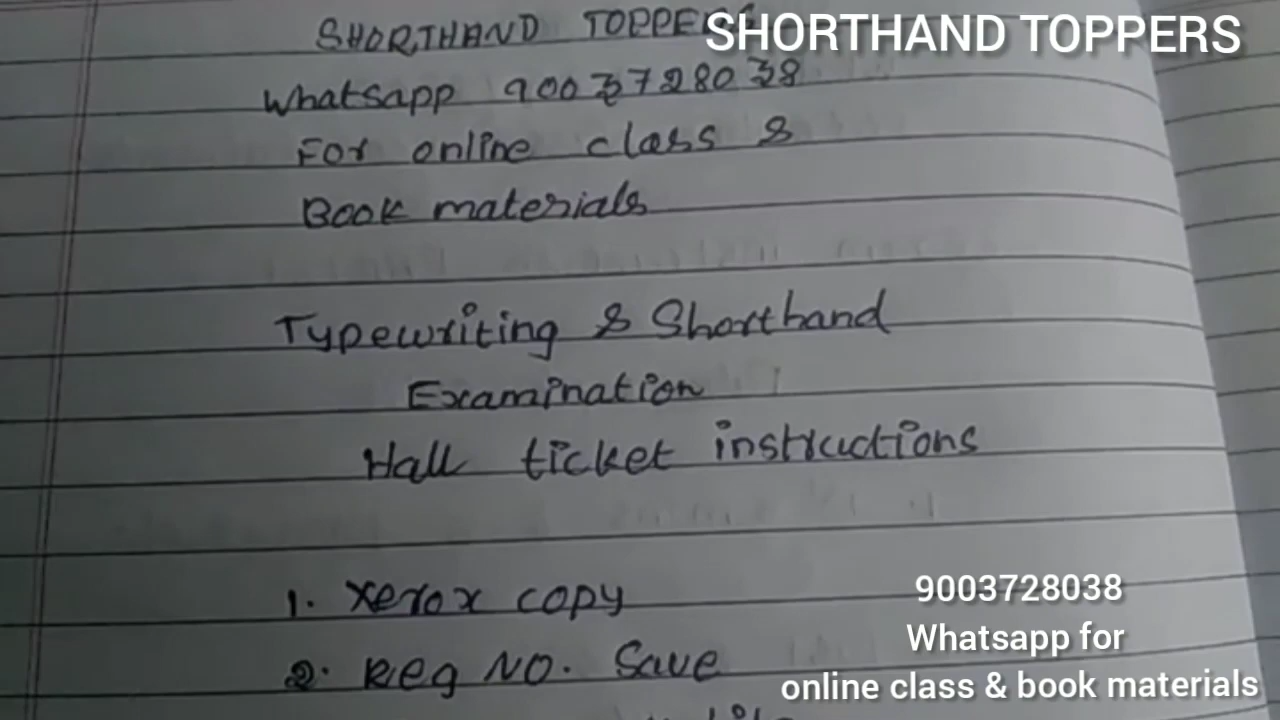 SHORTHAND TOPPERS
SHORTHAND TOPPERS
Whatsapp 9003728038
For online class &
Book materials
Typewriting & Shorthand
Examination
Hall ticket instructions
1. Xerox copy
2. Reg NO. Save
9003728038
Whatsapp for
online class & book materials